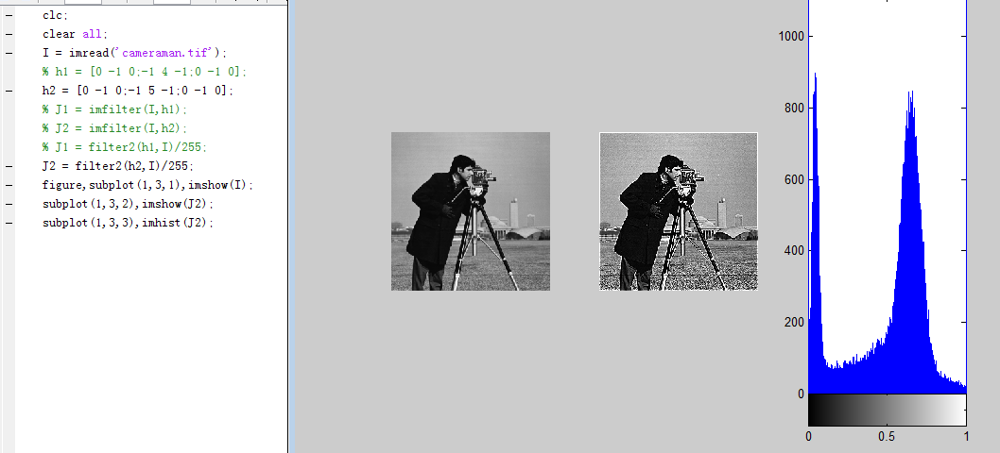 clc;
clear all;
I = imread('cameraman.tif');
% h1 = [0 -1 0;-1 4 -1;0 -1 0];
h2 = [0 -1 0;-1 5 -1;0 -1 0];
% J1 = imfilter(I,h1);
% J2 = imfilter(I,h2);
% J1 = filter2(h1,I)/255;
J2 = filter2(h2,I)/255;
figure,subplot(1,3,1),imshow(I);
subplot(1,3,2),imshow(J2);
subplot(1,3,3),imhist(J2);
1000
800
600
400
200
0
0 0.5 1